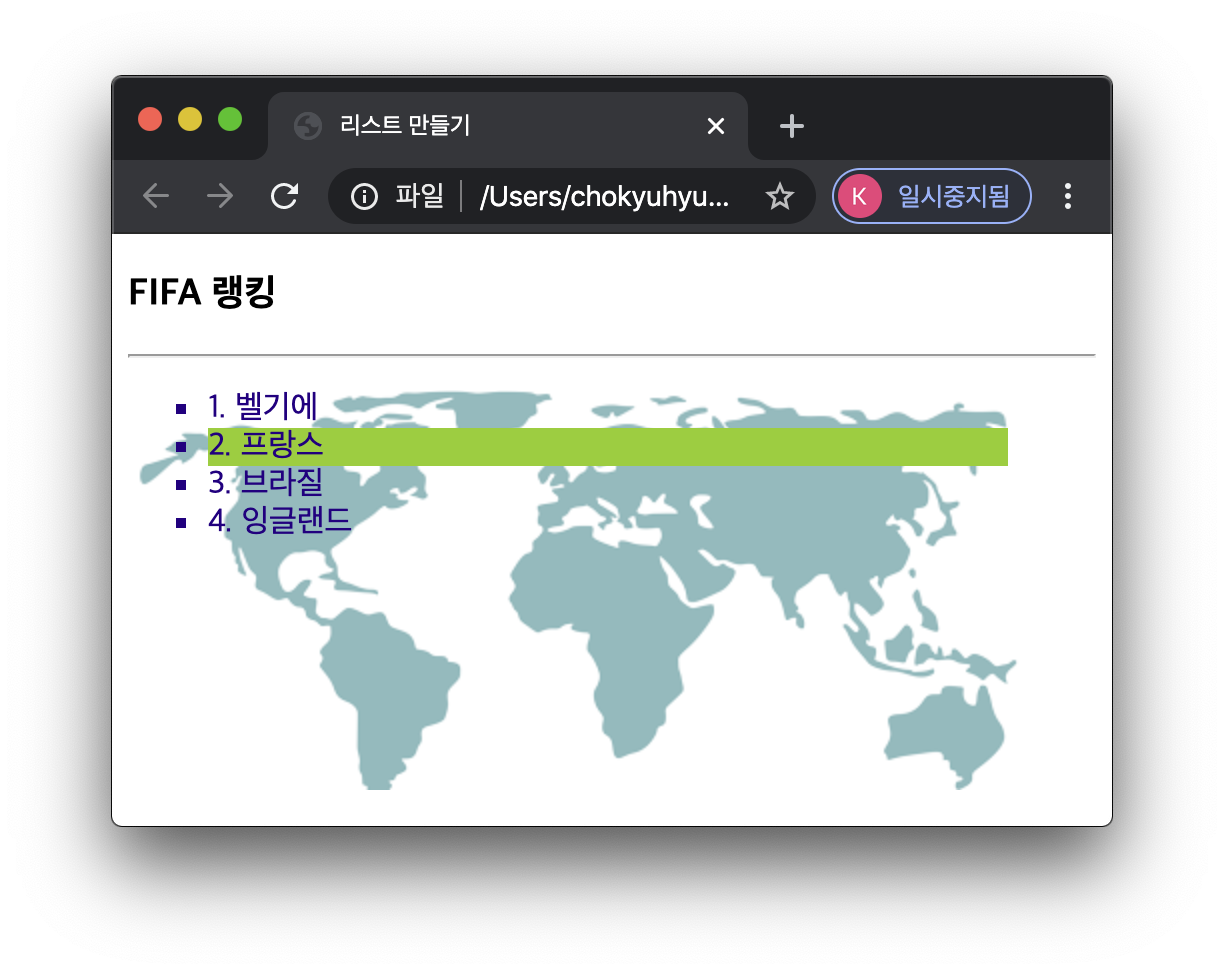 리스트 만들기
파일 /Users/chokyuhyu... K 일시중지됨
FIFA 랭킹
1. 벨기에
2. 프랑스
3. 브라질
4. 잉글랜드